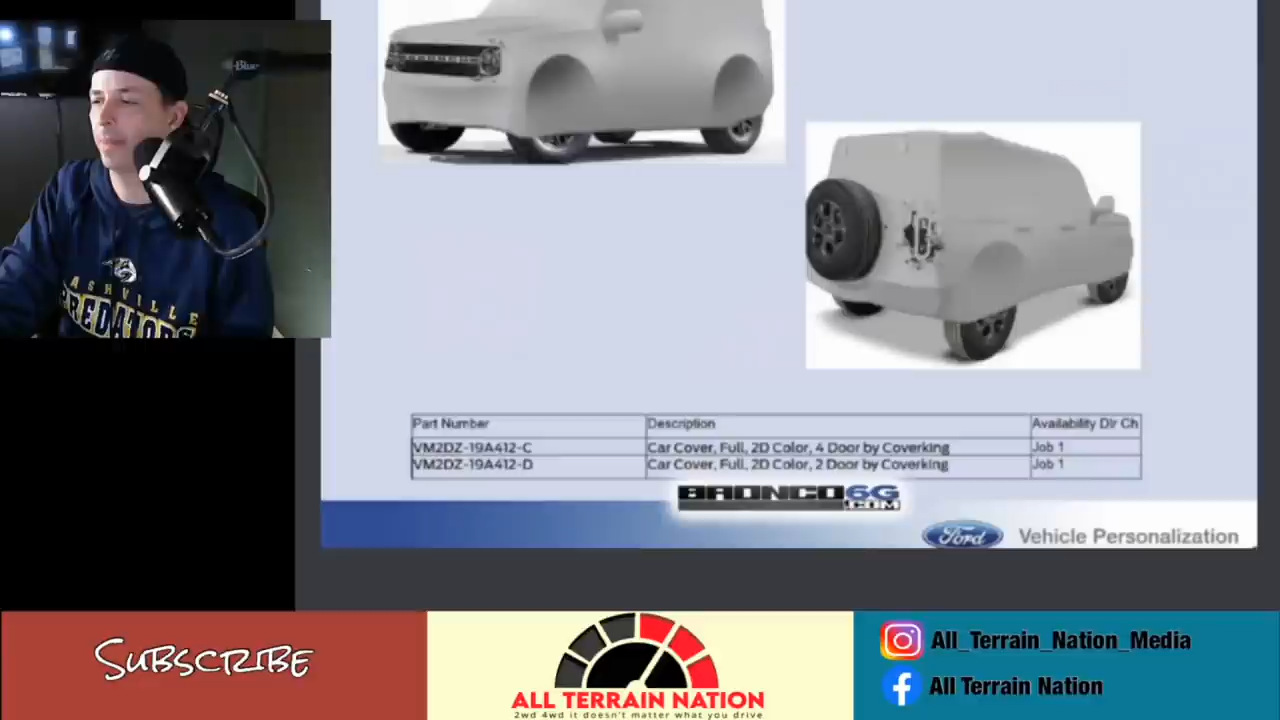 Blue
NASHVILLE
PREDATORS
Part Number Description Availability Dlr Ch
VM2DZ-19A412-C Car Cover, Full, 2D Color, 4 Door by Coverking Job 1
VM2DZ-19A412-D Car Cover, Full, 2D Color, 2 Door by Coverking Job 1
BRONCO6G
.COM
Ford Vehicle Personalization
SUBSCRIBE
ALL TERRAIN NATION
2wd 4wd it doesn't matter what you drive
All_Terrain_Nation_Media
All Terrain Nation